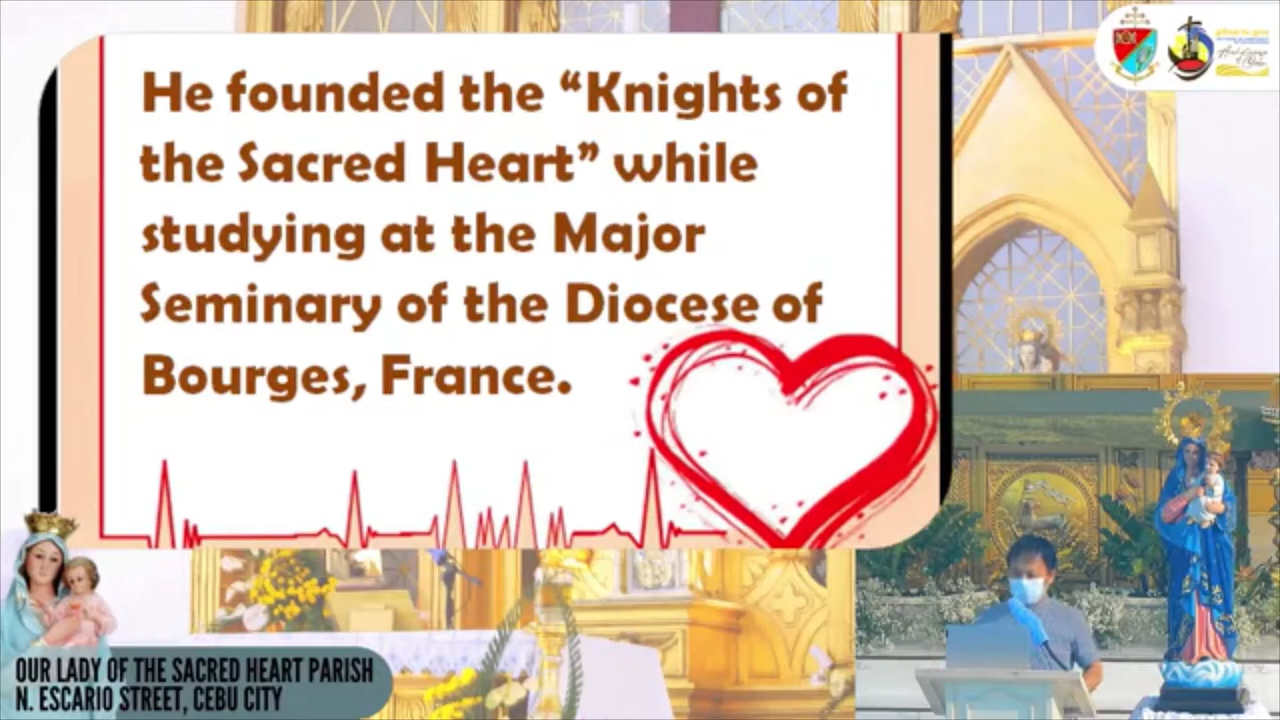 He founded the “Knights of
the Sacred Heart” while
studying at the Major
Seminary of the Diocese of
Bourges, France.
OUR LADY OF THE SACRED HEART PARISH
N. ESCARIO STREET, CEBU CITY